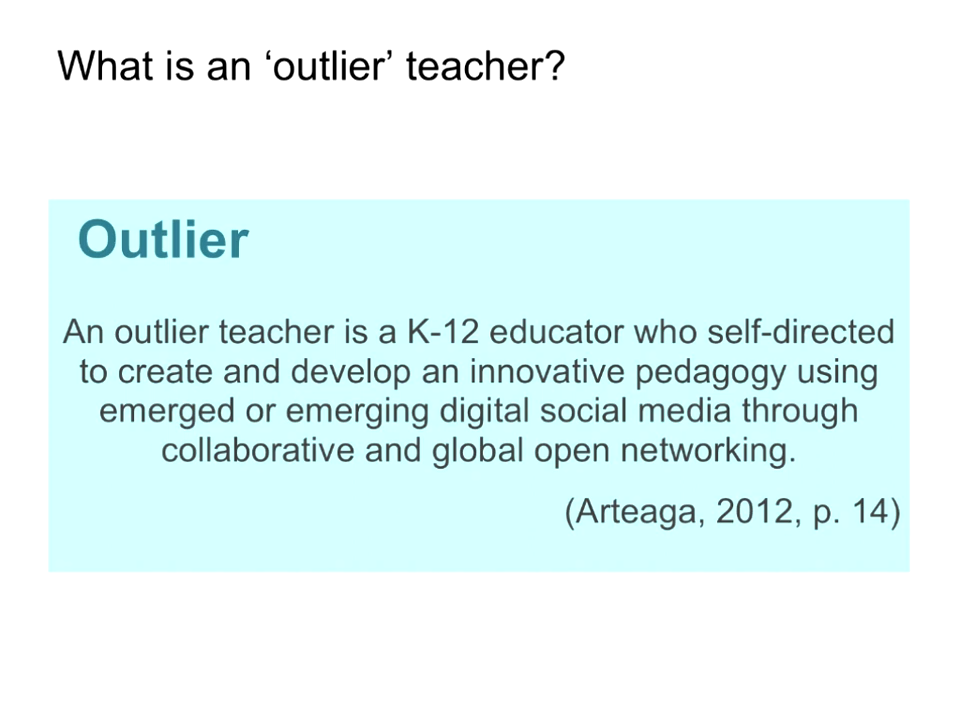 What is an ‘outlier’ teacher?
Outlier
An outlier teacher is a K-12 educator who self-directed
to create and develop an innovative pedagogy using
emerged or emerging digital social media through
collaborative and global open networking.
(Arteaga, 2012, p. 14)